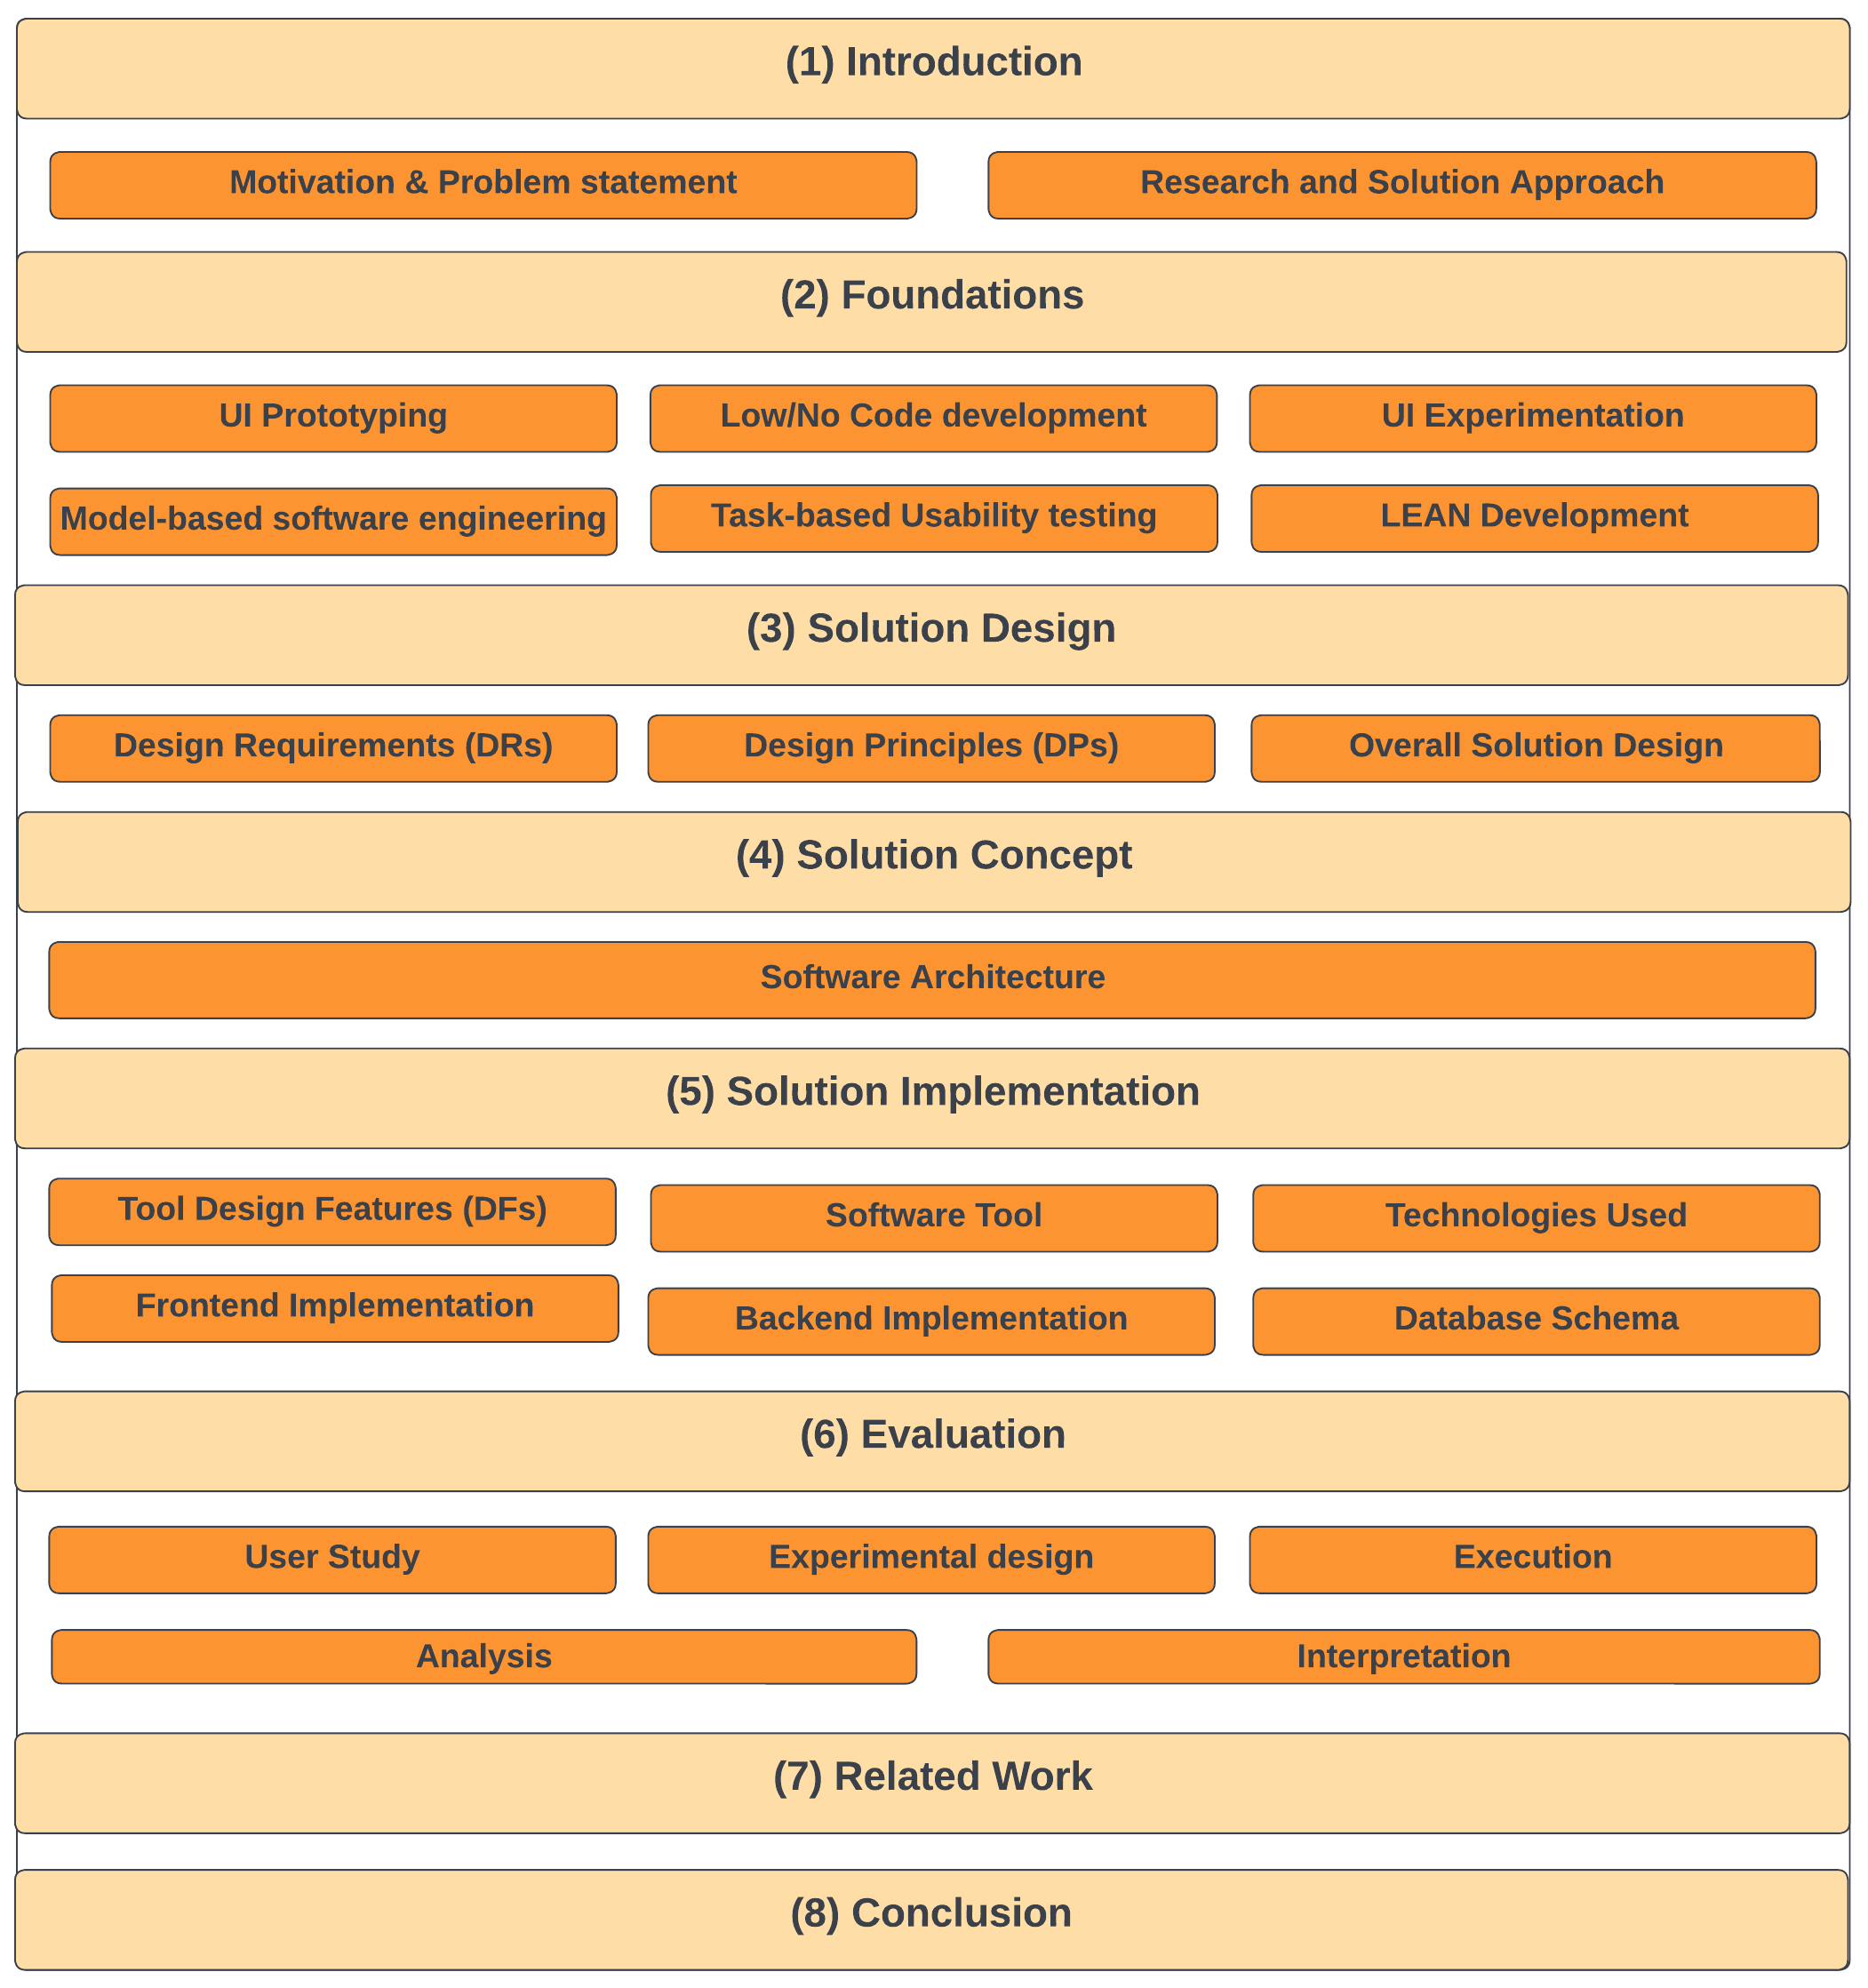 (1) Introduction
Motivation & Problem statement
Research and Solution Approach
(2) Foundations
UI Prototyping
Low/No Code development
UI Experimentation
Model-based software engineering
Task-based Usability testing
LEAN Development
(3) Solution Design
Design Requirements (DRs)
Design Principles (DPs)
Overall Solution Design
(4) Solution Concept
Software Architecture
(5) Solution Implementation
Tool Design Features (DFs)
Software Tool
Technologies Used
Frontend Implementation
Backend Implementation
Database Schema
(6) Evaluation
User Study
Experimental design
Execution
Analysis
Interpretation
(7) Related Work
(8) Conclusion